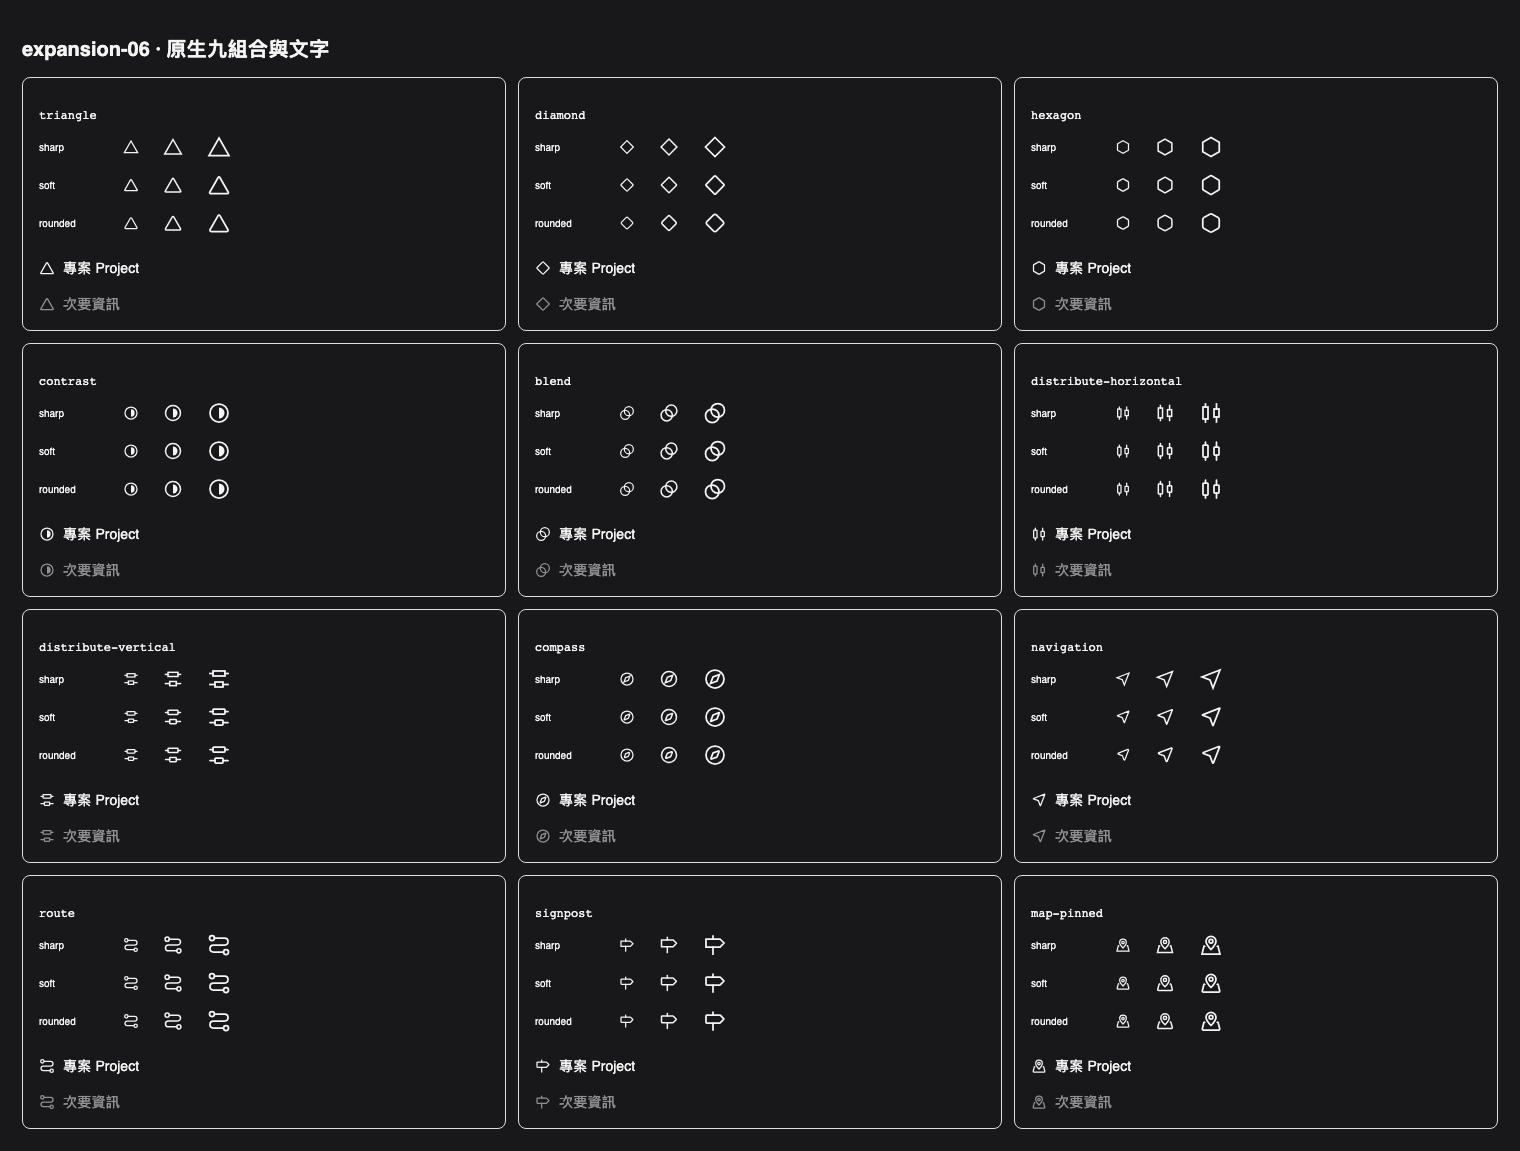 expansion-06 · 原生九組合與文字
triangle
sharp
soft
rounded
專案 Project
次要資訊
diamond
sharp
soft
rounded
專案 Project
次要資訊
hexagon
sharp
soft
rounded
專案 Project
次要資訊
contrast
sharp
soft
rounded
專案 Project
次要資訊
blend
sharp
soft
rounded
專案 Project
次要資訊
distribute-horizontal
sharp
soft
rounded
專案 Project
次要資訊
distribute-vertical
sharp
soft
rounded
專案 Project
次要資訊
compass
sharp
soft
rounded
專案 Project
次要資訊
navigation
sharp
soft
rounded
專案 Project
次要資訊
route
sharp
soft
rounded
專案 Project
次要資訊
signpost
sharp
soft
rounded
專案 Project
次要資訊
map-pinned
sharp
soft
rounded
專案 Project
次要資訊